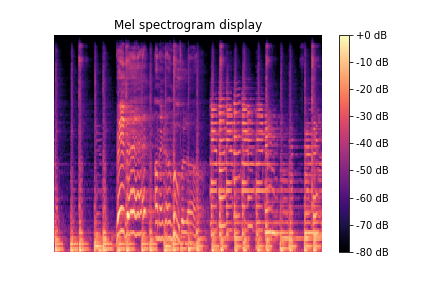 Mel spectrogram display
+0 dB
-10 dB
-20 dB
-30 dB
-40 dB
-50 dB
-60 dB
-70 dB
-80 dB